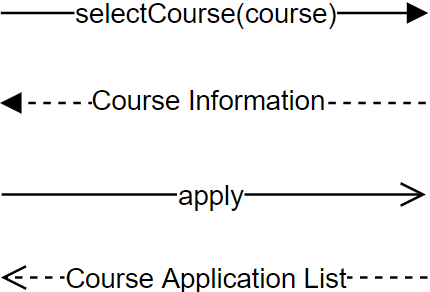 selectCourse(course)
Course Information
apply
Course Application List